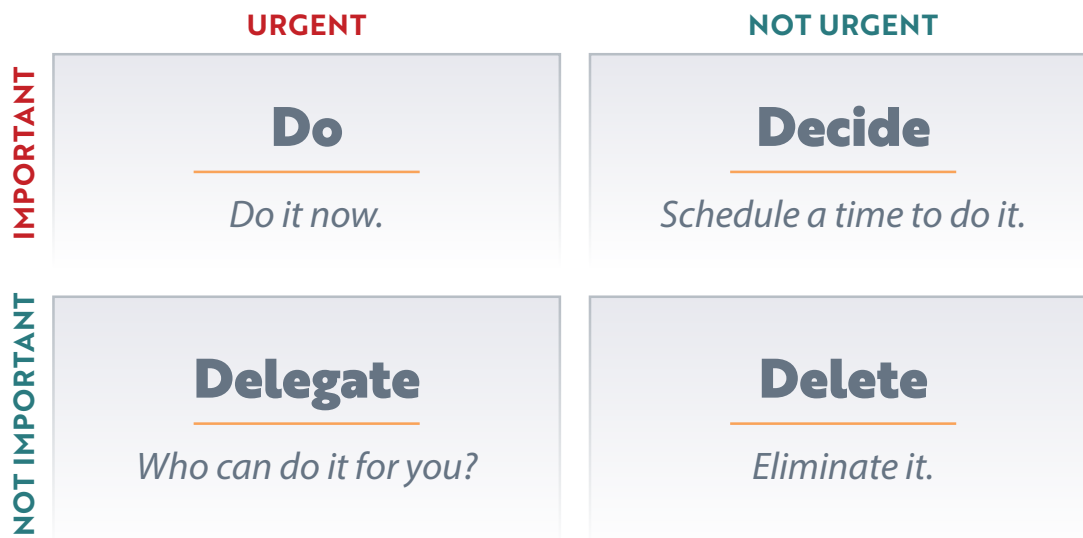 URGENT
NOT URGENT
IMPORTANT
Do
Do it now.
Decide
Schedule a time to do it.
NOT IMPORTANT
Delegate
Who can do it for you?
Delete
Eliminate it.